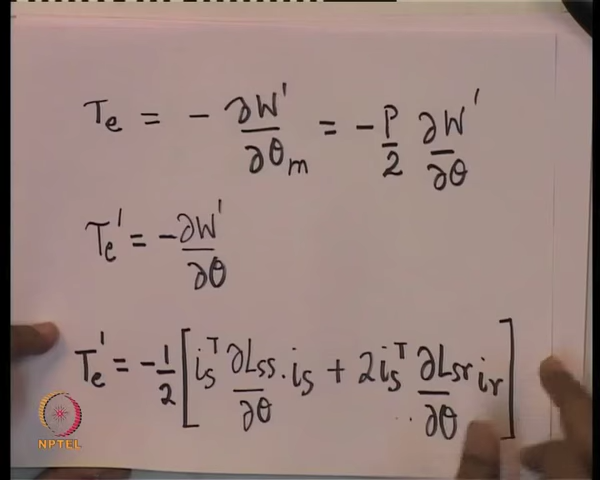 Te = - ∂W' / ∂θm = - P/2 ∂W' / ∂θ
Te' = - ∂W' / ∂θ
Te' = - 1/2 [ is^T ∂Lss/∂θ . is + 2 is^T ∂Lsr/∂θ ir ]
NPTEL